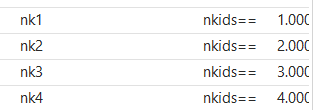 nk1 nkids== 1.000
nk2 nkids== 2.000
nk3 nkids== 3.000
nk4 nkids== 4.000